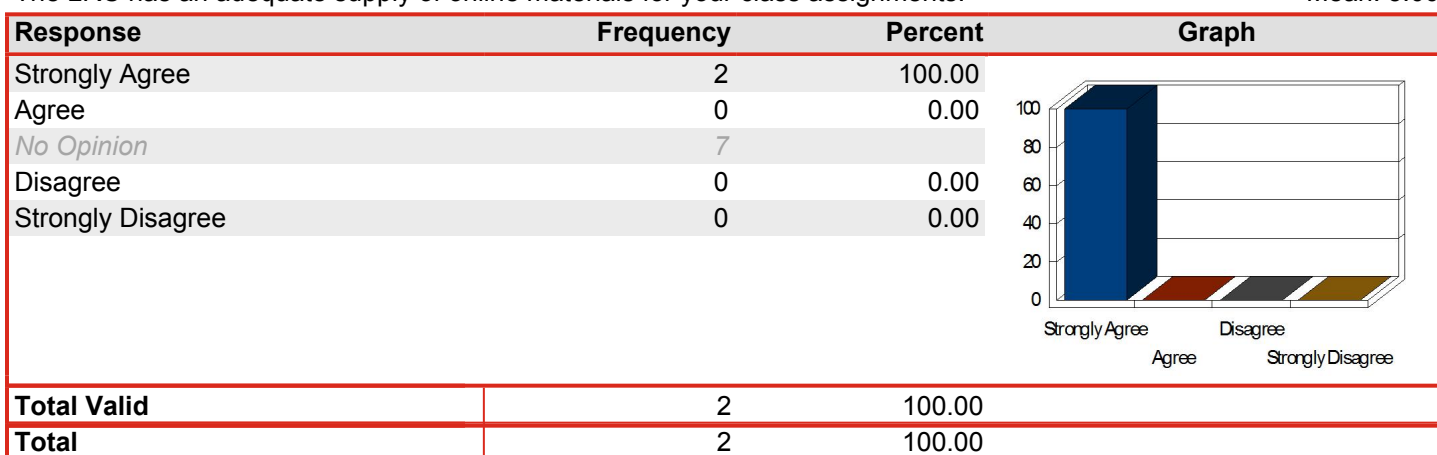 Response Frequency Percent Graph
Strongly Agree 2 100.00
Agree 0 0.00
No Opinion 7
Disagree 0 0.00
Strongly Disagree 0 0.00
100
80
60
40
20
0
Strongly Agree Disagree
Agree Strongly Disagree
Total Valid 2 100.00
Total 2 100.00